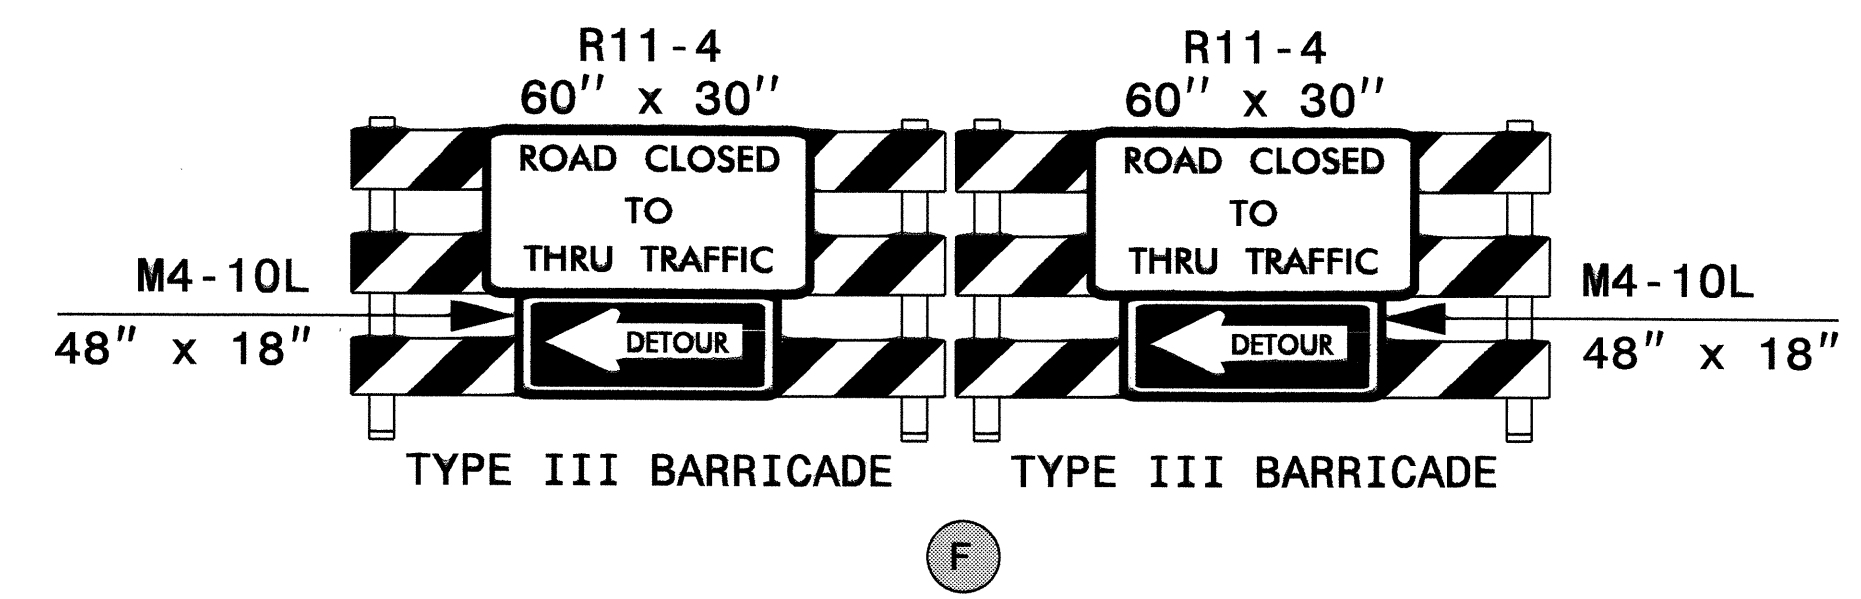 R11-4
60" x 30"
ROAD CLOSED
TO
THRU TRAFFIC
M4-10L
48" x 18"
DETOUR
TYPE III BARRICADE
R11-4
60" x 30"
ROAD CLOSED
TO
THRU TRAFFIC
M4-10L
48" x 18"
DETOUR
TYPE III BARRICADE
F